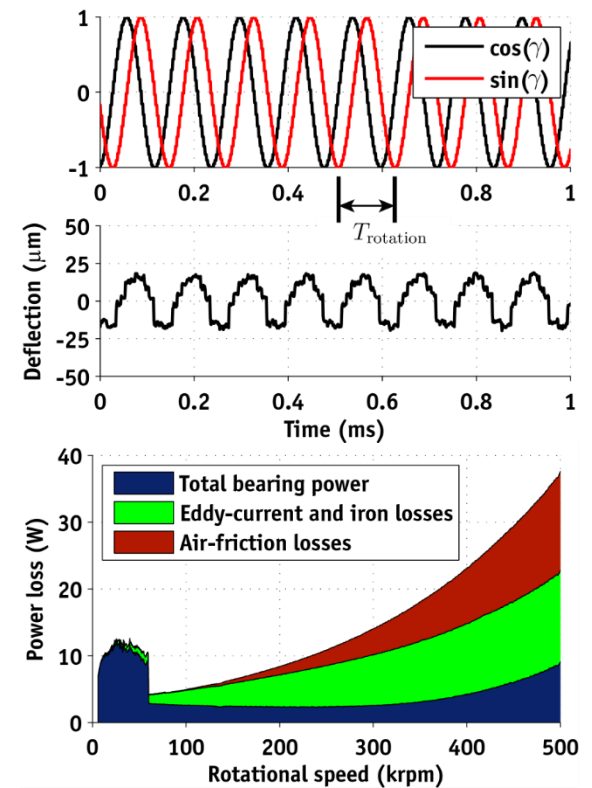 1
0
-1
cos(γ)
sin(γ)
0 0.2 0.4 0.6 0.8 1
T_rotation
Deflection (μm)
50
25
0
-25
-50
0 0.2 0.4 0.6 0.8 1
Time (ms)
Power loss (W)
40
30
20
10
0
Total bearing power
Eddy-current and iron losses
Air-friction losses
0 100 200 300 400 500
Rotational speed (krpm)